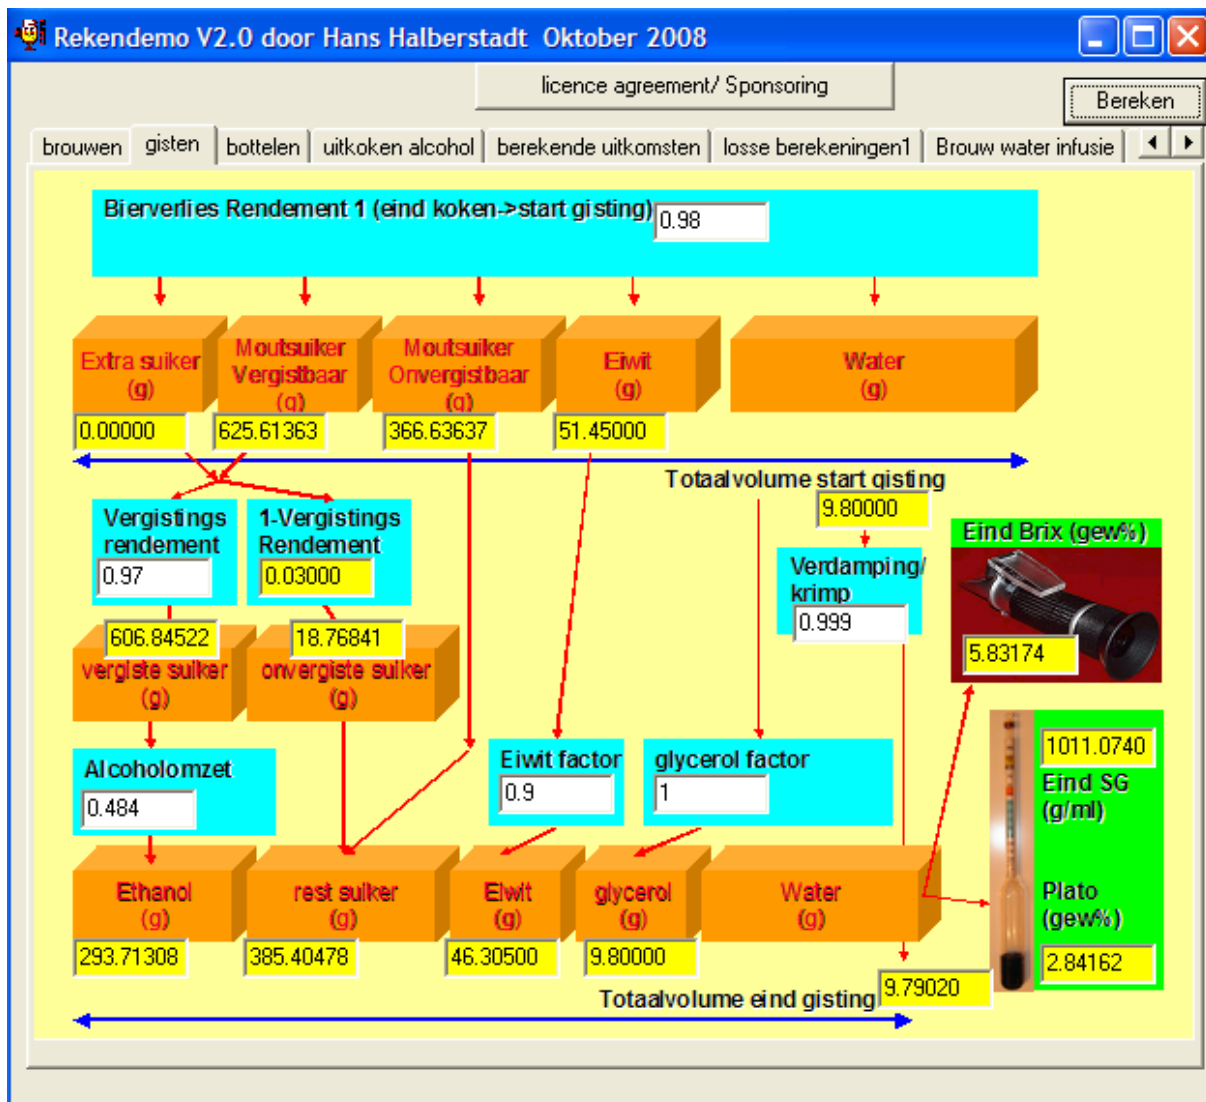 Rekendemo V2.0 door Hans Halberstadt Oktober 2008
licence agreement/ Sponsoring
Bereken
brouwen
gisten
bottelen
uitkoken alcohol
berekende uitkomsten
losse berekeningen1
Brouw water infusie
Bierverlies Rendement 1 (eind koken->start gisting)
0.98
Extra suiker
(g)
0.00000
Moutsuiker
Vergistbaar
(g)
625.61363
Moutsuiker
Onvergistbaar
(g)
366.63637
Eiwit
(g)
51.45000
Water
(g)
Totaalvolume start gisting
9.80000
Vergistings
rendement
0.97
1-Vergistings
Rendement
0.03000
Verdamping/
krimp
0.999
Eind Brix (gew%)
5.83174
606.84522
vergiste suiker
(g)
18.76841
onvergiste suiker
(g)
Alcoholomzet
0.484
Eiwit factor
0.9
glycerol factor
1
1011.0740
Eind SG
(g/ml)
Plato
(gew%)
2.84162
Ethanol
(g)
293.71308
rest suiker
(g)
385.40478
EIwit
(g)
46.30500
glycerol
(g)
9.80000
Water
(g)
Totaalvolume eind gisting
9.79020